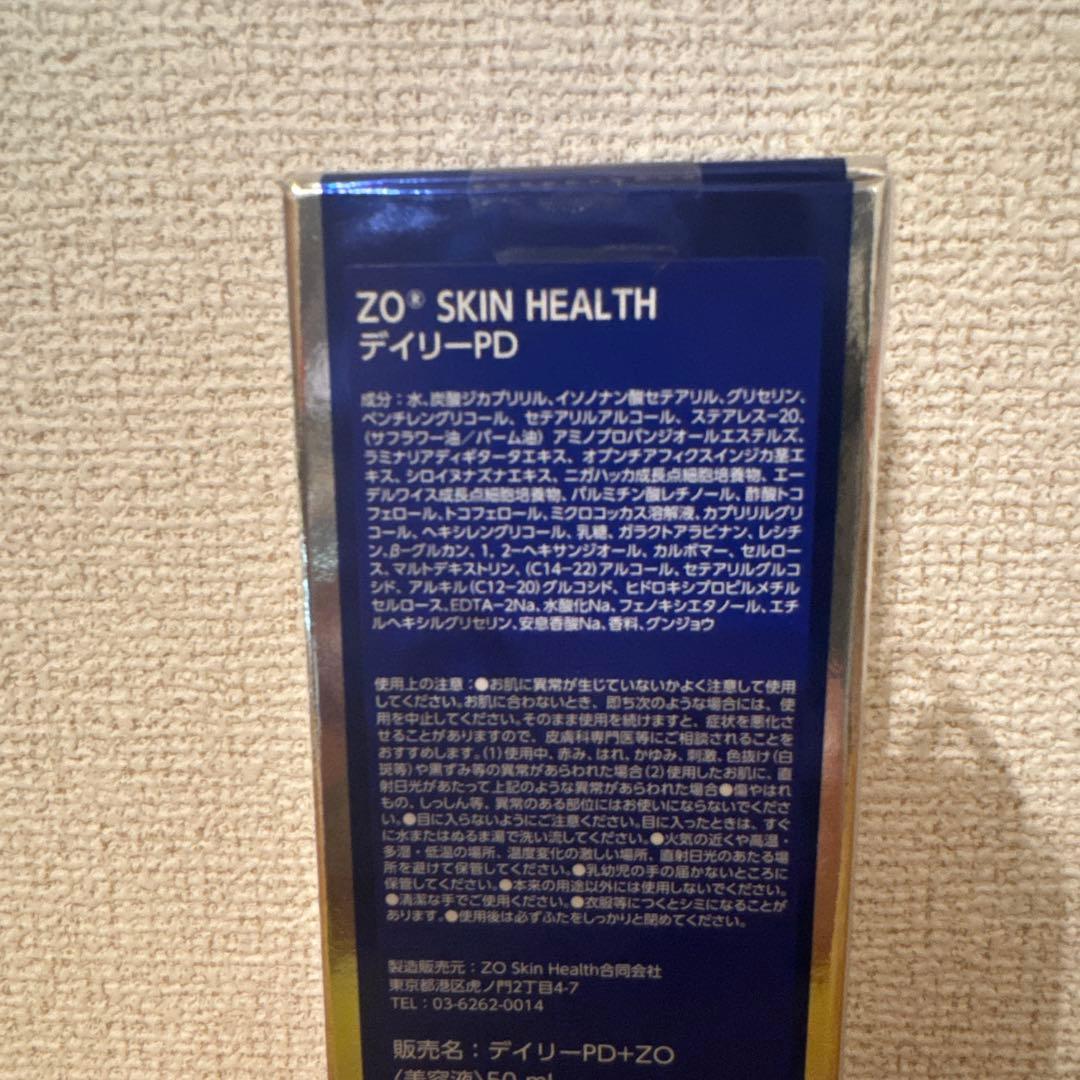 ZO® SKIN HEALTH
デイリーPD
成分：水、炭酸ジカプリリル、イソノナン酸セテアリル、グリセリン、
ペンチレングリコール、セテアリルアルコール、ステアレス-20、
(サフラワー油／パーム油) アミノプロパンジオールエステルズ、
ラミナリアディギタータエキス、オプンチアフィクスインジカ茎エ
キス、シロイヌナズナエキス、ニガハッカ成長点細胞培養物、エー
デルワイス成長点細胞培養物、パルミチン酸レチノール、酢酸トコ
フェロール、トコフェロール、ミクロコッカス溶解液、カプリリルグリ
コール、ヘキシレングリコール、乳糖、ガラクトアラビナン、レシチ
ン、β-グルカン、1, 2-ヘキサンジオール、カルボマー、セルロー
ス、マルトデキストリン、(C14-22)アルコール、セテアリルグルコ
シド、アルキル(C12-20)グルコシド、ヒドロキシプロピルメチル
セルロース、EDTA-2Na、水酸化Na、フェノキシエタノール、エチ
ルヘキシルグリセリン、安息香酸Na、香料、グンジョウ
使用上の注意：●お肌に異常が生じていないかよく注意して使用
してください。お肌に合わないとき、即ち次のような場合には、使
用を中止してください。そのまま使用を続けますと、症状を悪化さ
せることがありますので、皮膚科専門医等にご相談されることを
おすすめします。(1)使用中、赤み、はれ、かゆみ、刺激、色抜け(白
斑等)や黒ずみ等の異常があらわれた場合(2)使用したお肌に、直
射日光があたって上記のような異常があらわれた場合●傷やはれ
もの、しっしん等、異常のある部位にはお使いにならないでくださ
い。●目に入らないようにご注意ください。目に入ったときは、すぐ
に水またはぬるま湯で洗い流してください。●火気の近くや高温・
多湿・低温の場所、温度変化の激しい場所、直射日光のあたる場
所を避けて保管してください。●乳幼児の手の届かないところに
保管してください。●本来の用途以外には使用しないでください。
●清潔な手でご使用ください。●衣服等につくとシミになることが
あります。●使用後は必ずふたをしっかりと閉めてください。
製造販売元：ZO Skin Health合同会社
東京都港区虎ノ門2丁目4-7
TEL：03-6262-0014
販売名：デイリーPD+ZO
〈美容液〉50 ml